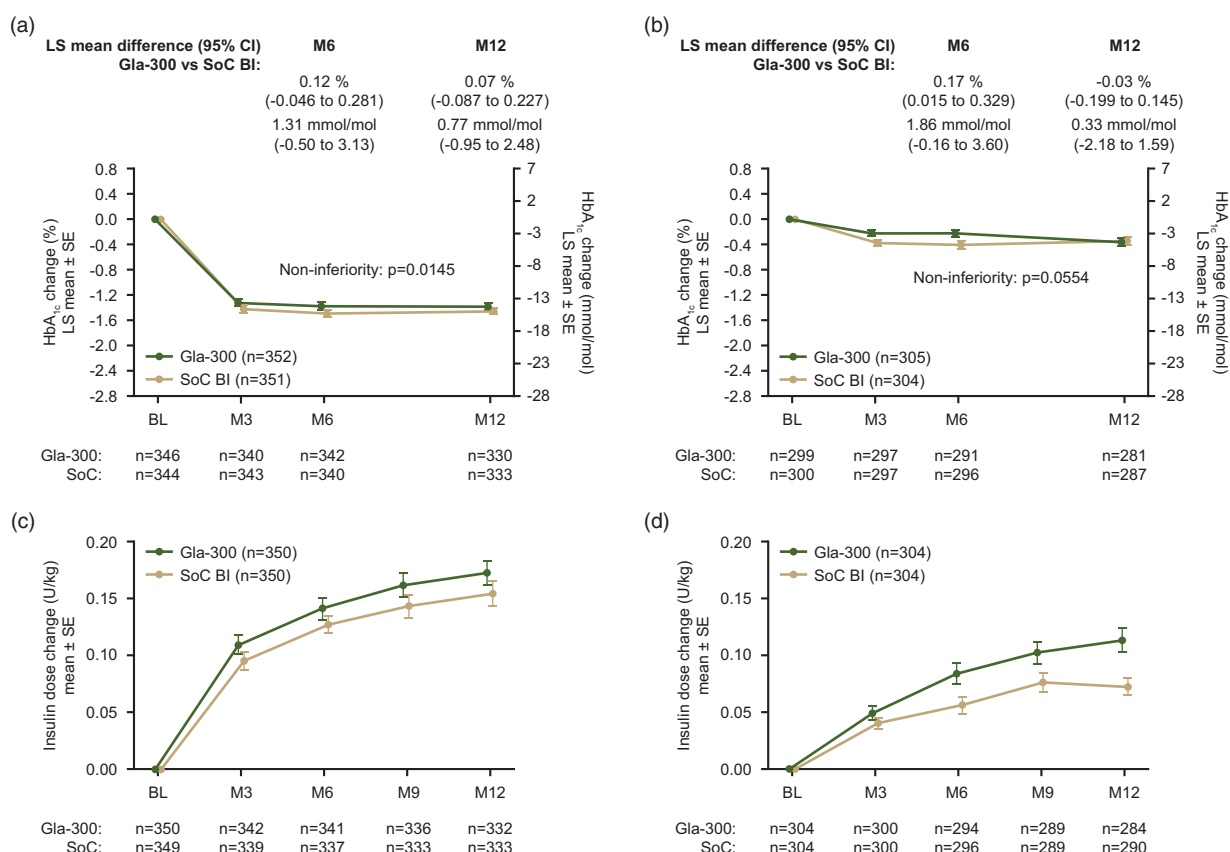 (a)
LS mean difference (95% CI) M6 M12
Gla-300 vs SoC BI:
0.12 % 0.07 %
(-0.046 to 0.281) (-0.087 to 0.227)
1.31 mmol/mol 0.77 mmol/mol
(-0.50 to 3.13) (-0.95 to 2.48)
HbA1c change (%)
LS mean ± SE
0.8
0.4
0.0
-0.4
-0.8
-1.2
-1.6
-2.0
-2.4
-2.8
Non-inferiority: p=0.0145
Gla-300 (n=352)
SoC BI (n=351)
7
2
-3
-8
-13
-18
-23
-28
HbA1c change (mmol/mol)
LS mean ± SE
BL M3 M6 M12
Gla-300: n=346 n=340 n=342 n=330
SoC: n=344 n=343 n=340 n=333
(b)
LS mean difference (95% CI) M6 M12
Gla-300 vs SoC BI:
0.17 % -0.03 %
(0.015 to 0.329) (-0.199 to 0.145)
1.86 mmol/mol 0.33 mmol/mol
(-0.16 to 3.60) (-2.18 to 1.59)
HbA1c change (%)
LS mean ± SE
0.8
0.4
0.0
-0.4
-0.8
-1.2
-1.6
-2.0
-2.4
-2.8
Non-inferiority: p=0.0554
Gla-300 (n=305)
SoC BI (n=304)
7
2
-3
-8
-13
-18
-23
-28
HbA1c change (mmol/mol)
LS mean ± SE
BL M3 M6 M12
n=299 n=297 n=291 n=281
n=300 n=297 n=296 n=287
(c)
Insulin dose change (U/kg)
mean ± SE
0.20
0.15
0.10
0.05
0.00
Gla-300 (n=350)
SoC BI (n=350)
BL M3 M6 M9 M12
Gla-300: n=350 n=342 n=341 n=336 n=332
SoC: n=349 n=339 n=337 n=333 n=333
(d)
Insulin dose change (U/kg)
mean ± SE
0.20
0.15
0.10
0.05
0.00
Gla-300 (n=304)
SoC BI (n=304)
BL M3 M6 M9 M12
Gla-300: n=304 n=300 n=294 n=289 n=284
SoC: n=304 n=300 n=296 n=289 n=290